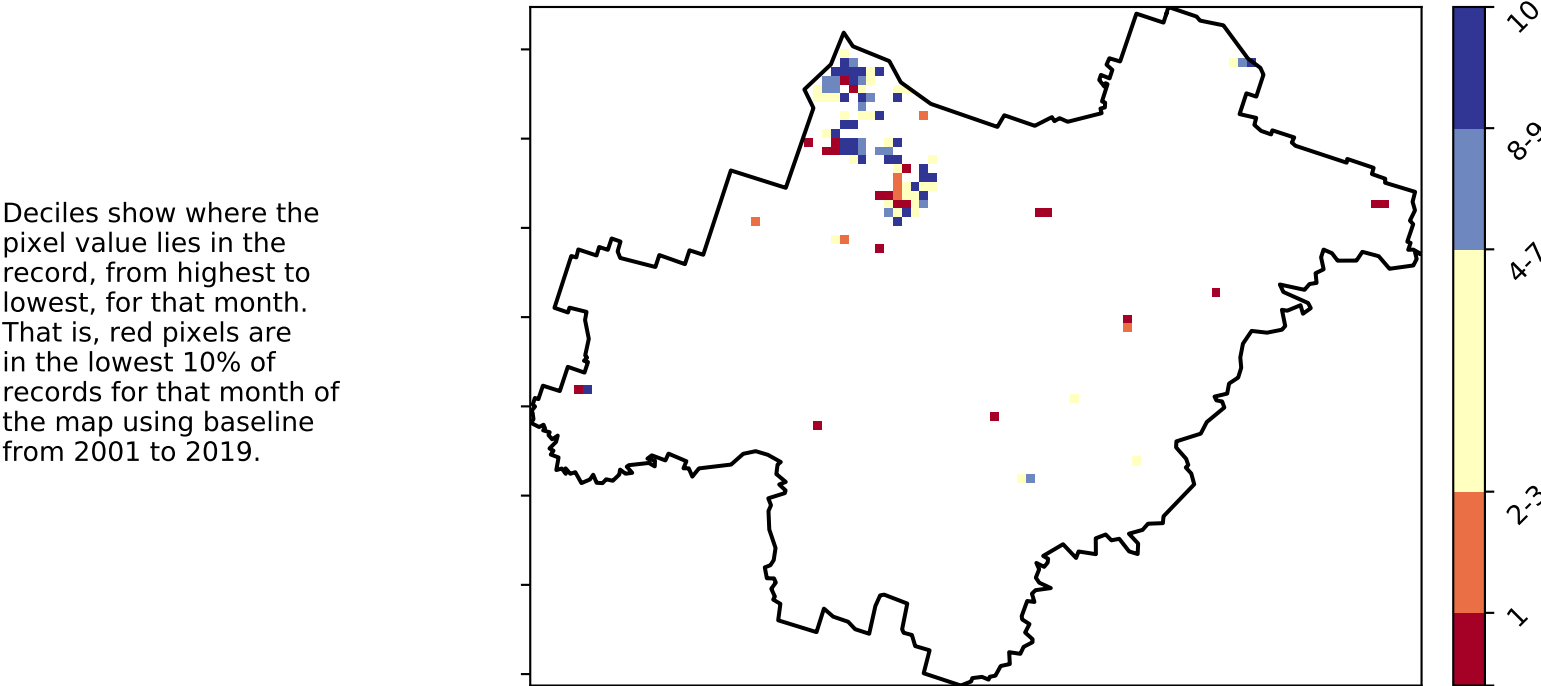 Deciles show where the
pixel value lies in the
record, from highest to
lowest, for that month.
That is, red pixels are
in the lowest 10% of
records for that month of
the map using baseline
from 2001 to 2019.
10
8-9
4-7
2-3
1